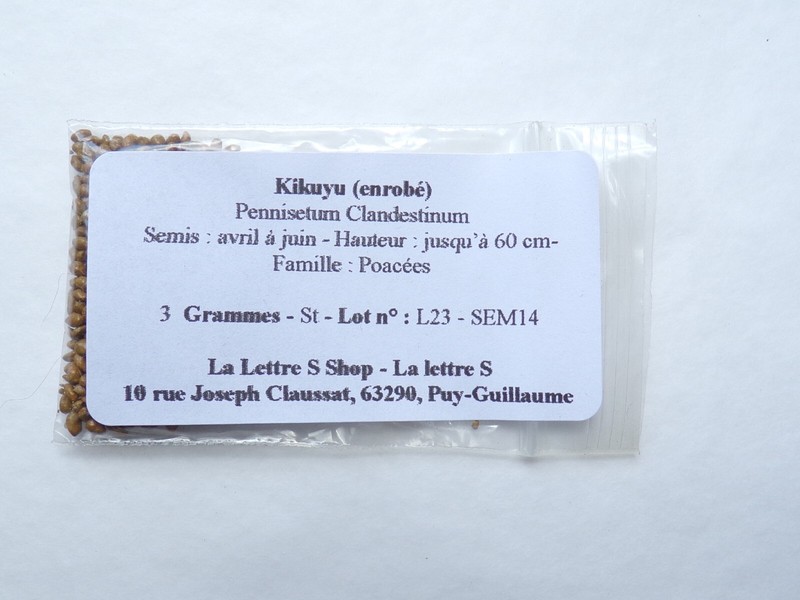 Kikuyu (enrobé)
Pennisetum Clandestinum
Semis : avril à juin - Hauteur : jusqu'à 60 cm-
Famille : Poacées
3 Grammes - St - Lot n° : L23 - SEM14
La Lettre S Shop - La lettre S
10 rue Joseph Claussat, 63290, Puy-Guillaume